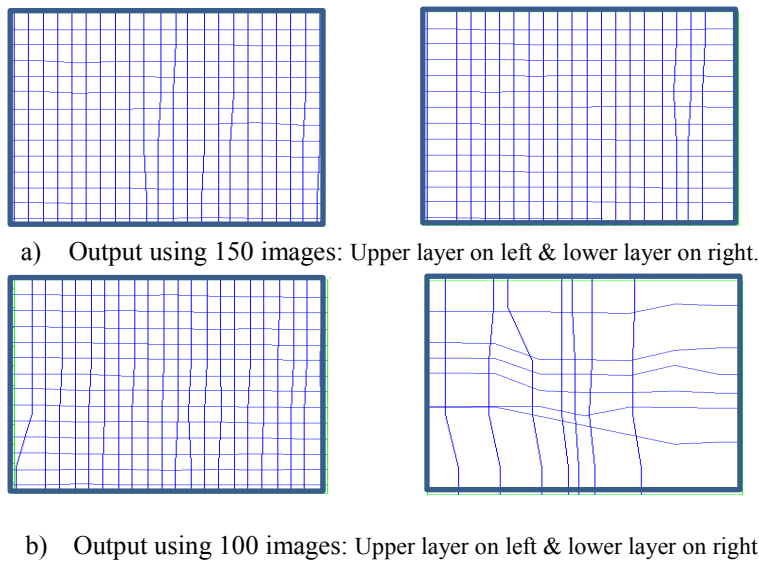 a) Output using 150 images: Upper layer on left & lower layer on right.
b) Output using 100 images: Upper layer on left & lower layer on right